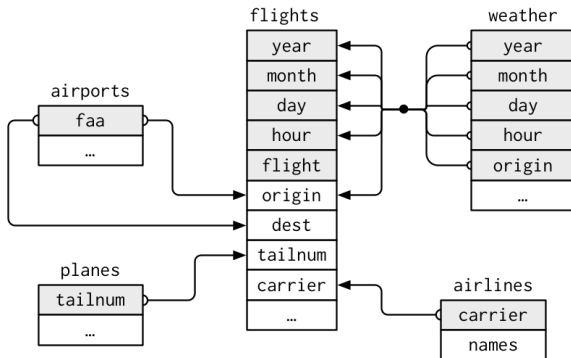 flights
year
month
day
hour
flight
origin
dest
tailnum
carrier
…
weather
year
month
day
hour
origin
…
airports
faa
…
planes
tailnum
…
airlines
carrier
names